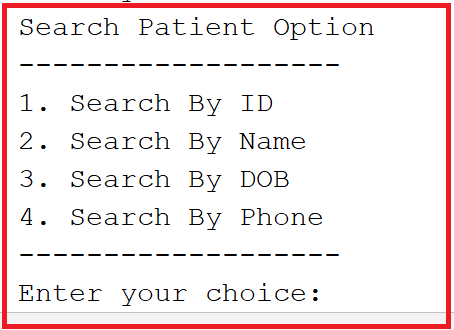 Search Patient Option
-------------------
1. Search By ID
2. Search By Name
3. Search By DOB
4. Search By Phone
-------------------
Enter your choice: